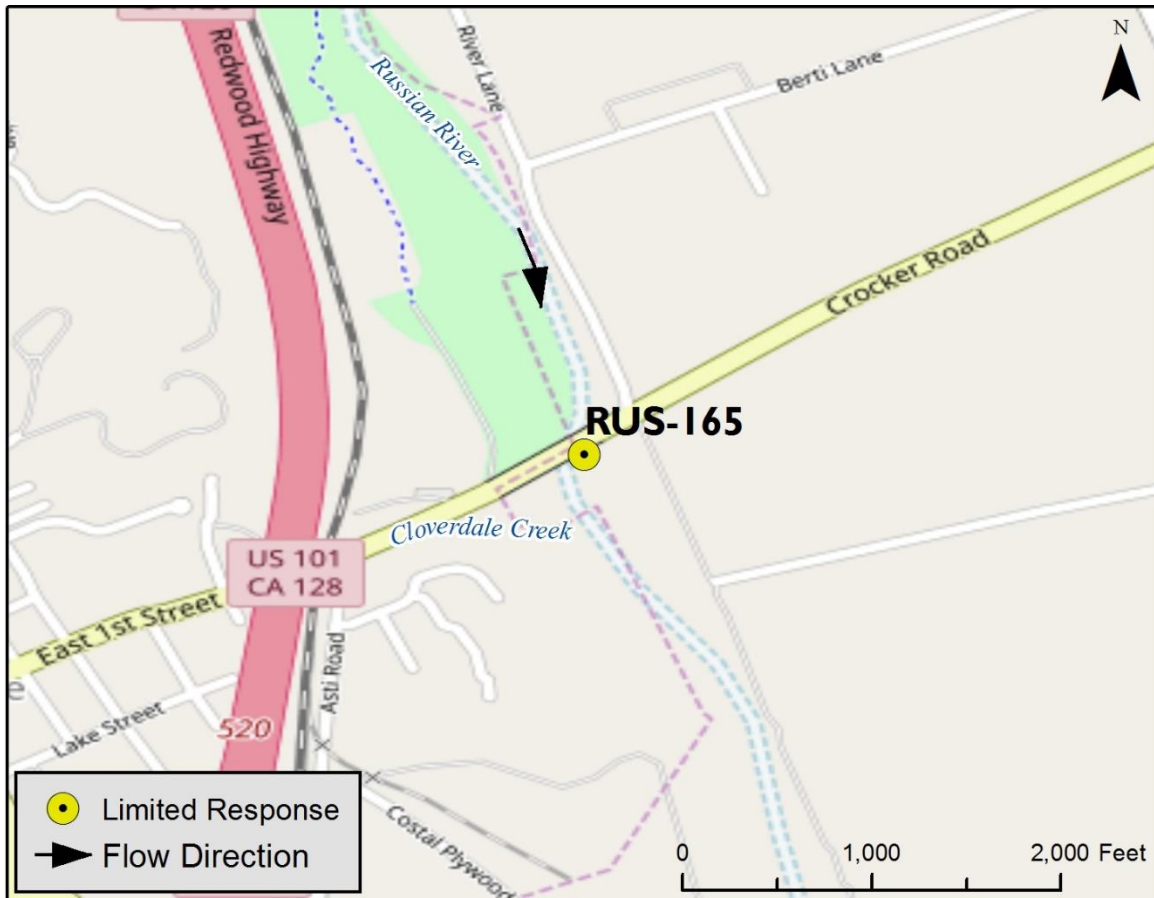 N
Redwood Highway
Russian River
River Lane
Berti Lane
Crocker Road
RUS-165
Cloverdale Creek
US 101
CA 128
East 1st Street
Asti Road
Lake Street
520
Costal Plywood
Limited Response
Flow Direction
0 1,000 2,000 Feet